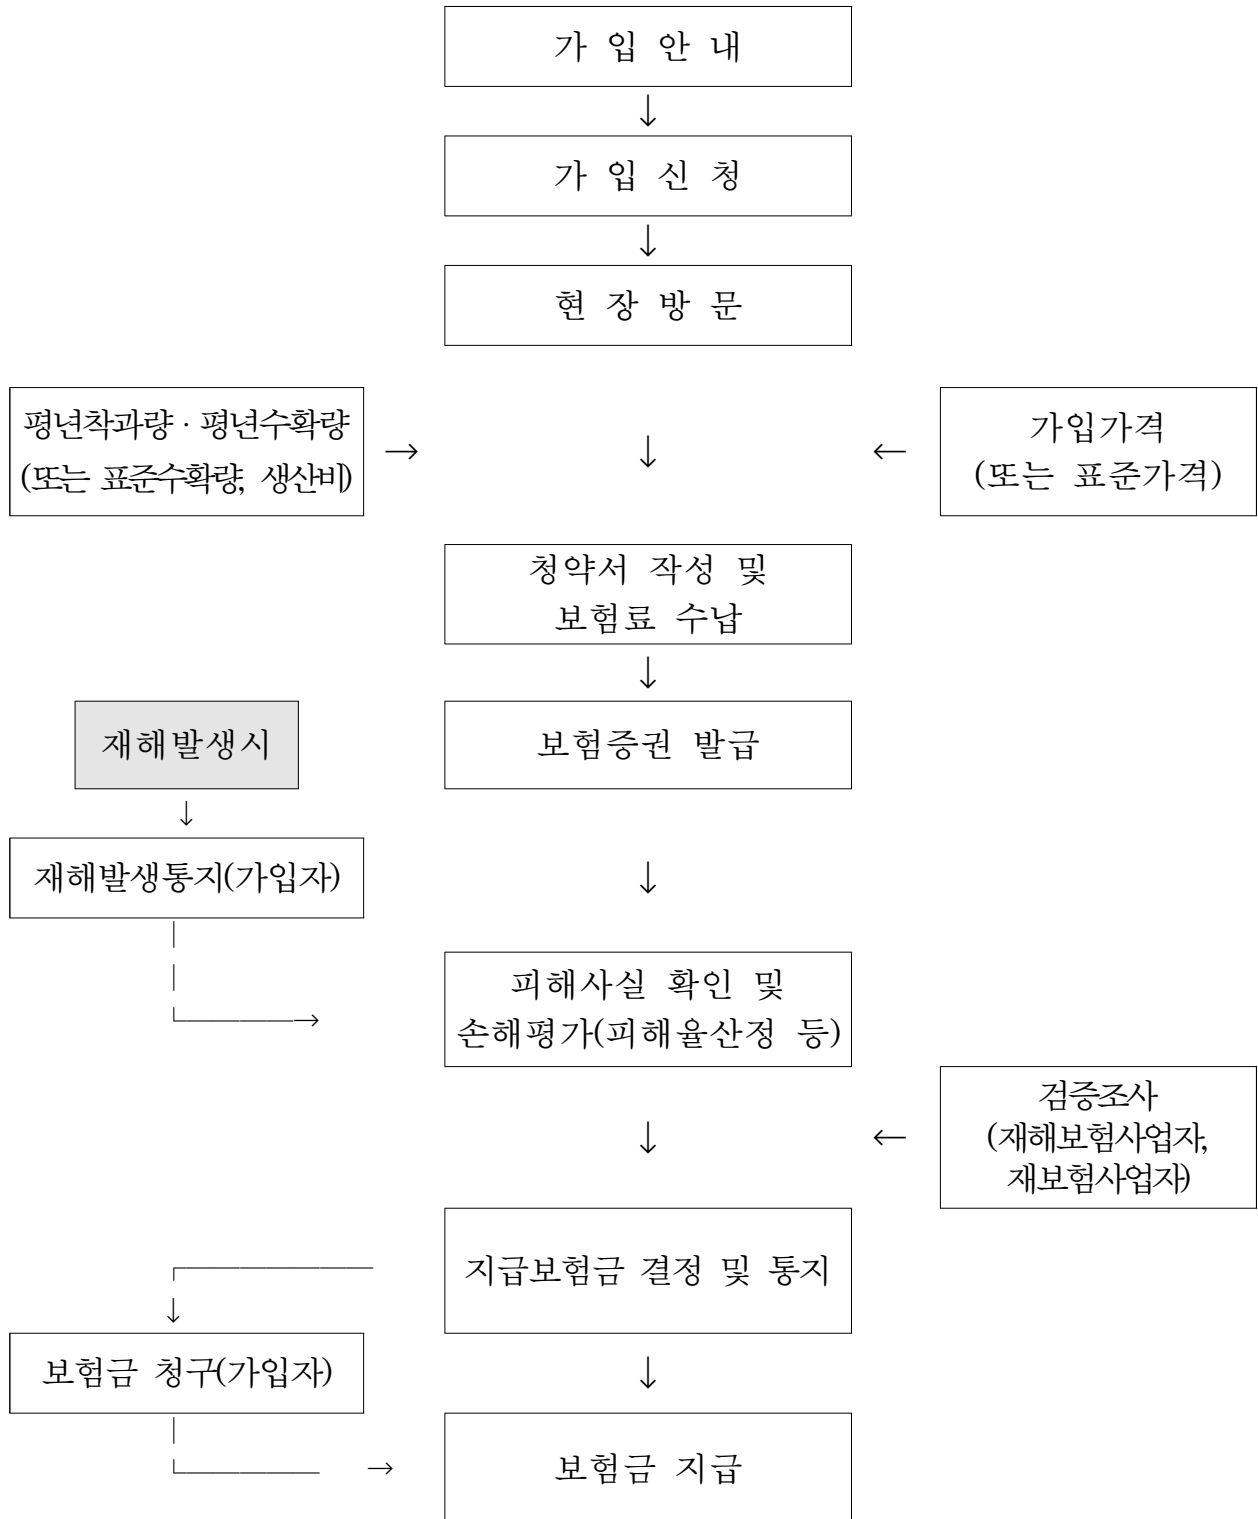 가 입 안 내
↓
가 입 신 청
↓
현 장 방 문
평년착과량 · 평년수확량
(또는 표준수확량, 생산비)
→
↓
←
가입가격
(또는 표준가격)
청약서 작성 및
보험료 수납
↓
재해발생시
보험증권 발급
↓
재해발생통지(가입자)
↓
피해사실 확인 및
손해평가(피해율산정 등)
→
검증조사
(재해보험사업자,
재보험사업자)
↓
←
지급보험금 결정 및 통지
↓
보험금 청구(가입자)
↓
→
보험금 지급